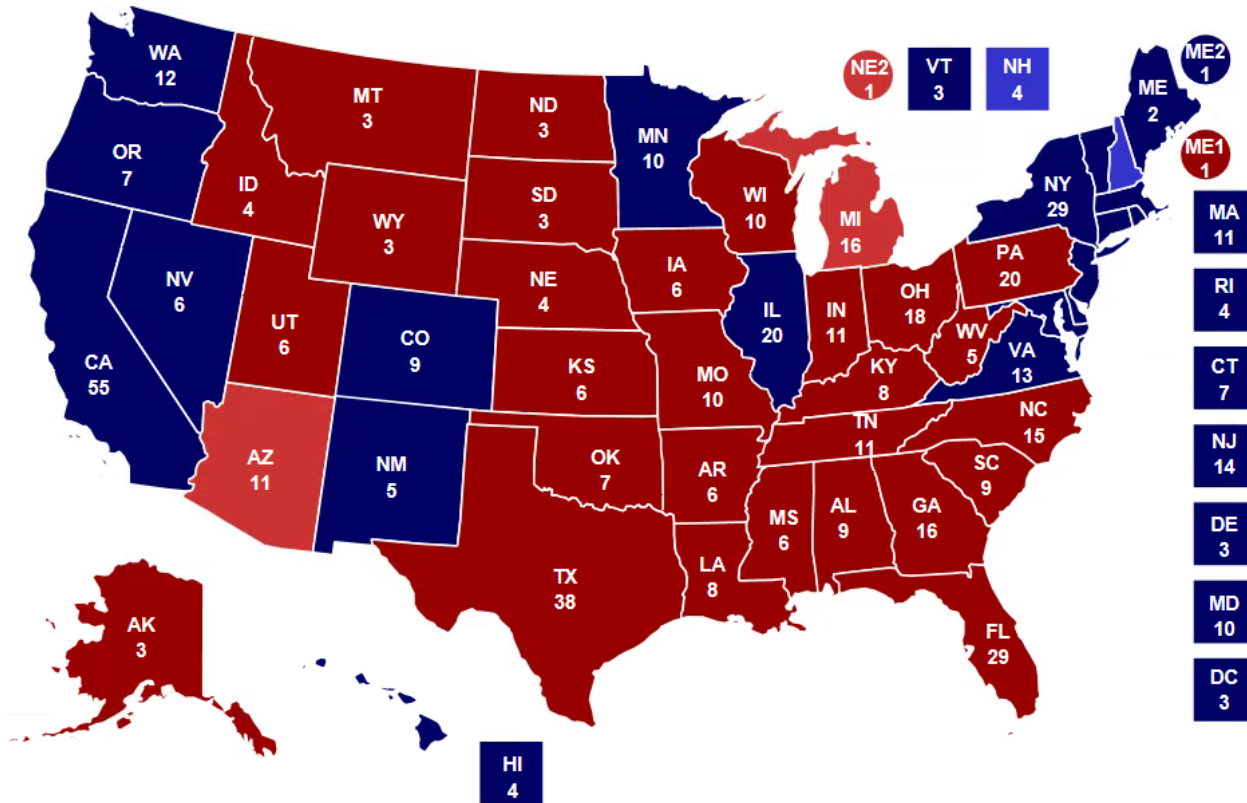 WA
12
OR
7
CA
55
NV
6
ID
4
MT
3
WY
3
UT
6
AZ
11
CO
9
NM
5
ND
3
SD
3
NE
4
KS
6
OK
7
TX
38
MN
10
IA
6
MO
10
AR
6
LA
8
WI
10
IL
20
MI
16
IN
11
OH
18
KY
8
TN
11
MS
6
AL
9
GA
16
FL
29
SC
9
NC
15
VA
13
WV
5
PA
20
NY
29
ME
2
NE2
1
VT
3
NH
4
ME2
1
ME1
1
MA
11
RI
4
CT
7
NJ
14
DE
3
MD
10
DC
3
AK
3
HI
4